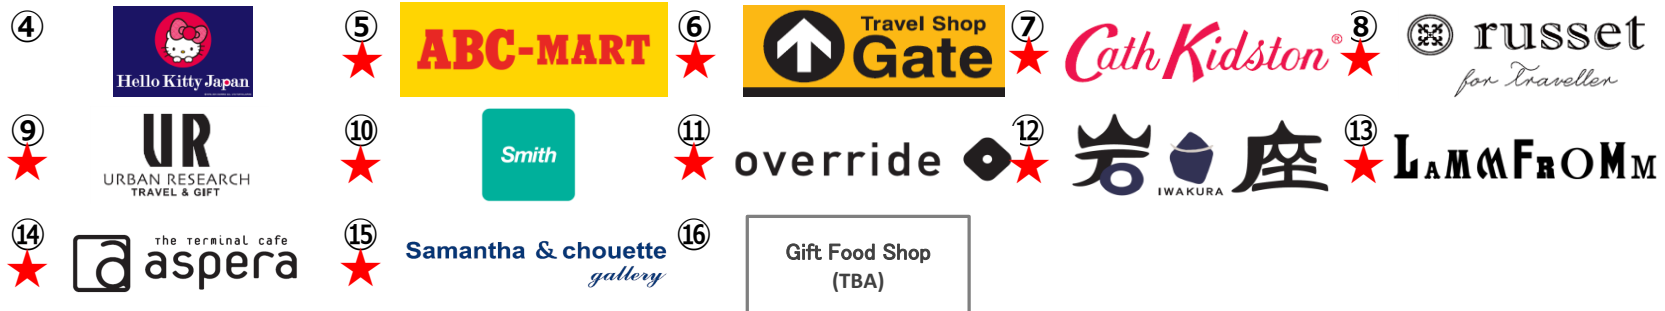 ④
Hello Kitty Japan
⑤
ABC-MART
⑥
Travel Shop
Gate
⑦
Cath Kidston®
⑧
russet
for Traveller
⑨
UR
URBAN RESEARCH
TRAVEL & GIFT
⑩
Smith
⑪
override
⑫
岩座
IWAKURA
⑬
LAMMFROMM
⑭
a
The Terminal cafe
aspera
⑮
Samantha & chouette
gallery
⑯
Gift Food Shop
(TBA)